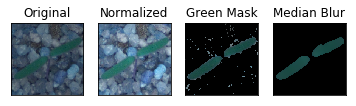 Original
Normalized
Green Mask
Median Blur